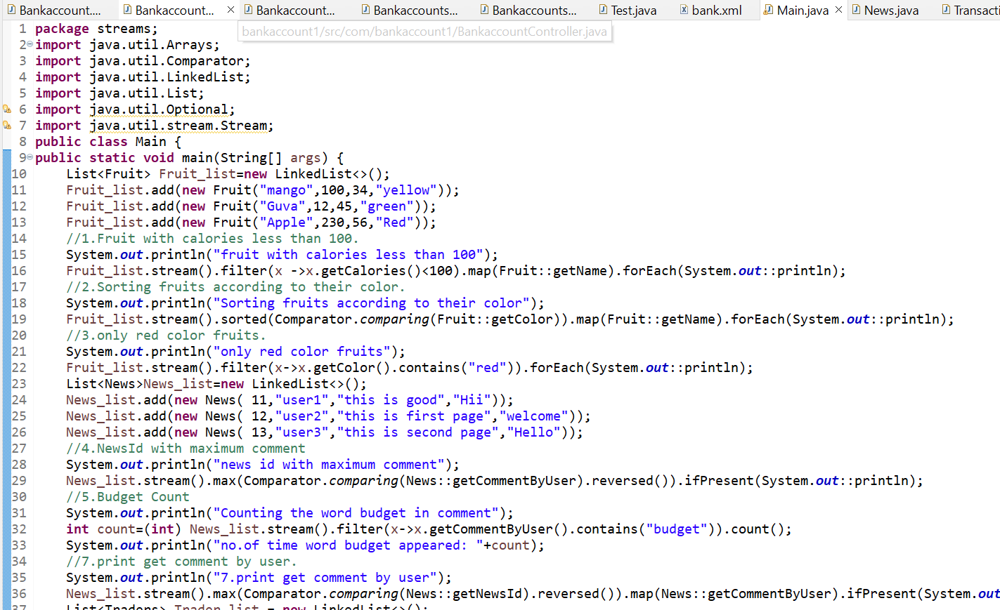 Bankaccount.... Bankaccount... Bankaccount... Bankaccounts... Bankaccounts... Test.java bank.xml Main.java News.java Transacti
bankaccount1/src/com/bankaccount1/BankaccountController.java
1 package streams;
2 import java.util.Arrays;
3 import java.util.Comparator;
4 import java.util.LinkedList;
5 import java.util.List;
6 import java.util.Optional;
7 import java.util.stream.Stream;
8 public class Main {
9 public static void main(String[] args) {
10 List<Fruit> Fruit_list=new LinkedList<>();
11 Fruit_list.add(new Fruit("mango",100,34,"yellow"));
12 Fruit_list.add(new Fruit("Guva",12,45,"green"));
13 Fruit_list.add(new Fruit("Apple",230,56,"Red"));
14 //1.Fruit with calories less than 100.
15 System.out.println("fruit with calories less than 100");
16 Fruit_list.stream().filter(x ->x.getCalories()<100).map(Fruit::getName).forEach(System.out::println);
17 //2.Sorting fruits according to their color.
18 System.out.println("Sorting fruits according to their color");
19 Fruit_list.stream().sorted(Comparator.comparing(Fruit::getColor)).map(Fruit::getName).forEach(System.out::println);
20 //3.only red color fruits.
21 System.out.println("only red color fruits");
22 Fruit_list.stream().filter(x->x.getColor().contains("red")).forEach(System.out::println);
23 List<News>News_list=new LinkedList<>();
24 News_list.add(new News( 11,"user1","this is good","Hii"));
25 News_list.add(new News( 12,"user2","this is first page","welcome"));
26 News_list.add(new News( 13,"user3","this is second page","Hello"));
27 //4.NewsId with maximum comment
28 System.out.println("news id with maximum comment");
29 News_list.stream().max(Comparator.comparing(News::getCommentByUser).reversed()).ifPresent(System.out::println);
30 //5.Budget Count
31 System.out.println("Counting the word budget in comment");
32 int count=(int) News_list.stream().filter(x->x.getCommentByUser().contains("budget")).count();
33 System.out.println("no.of time word budget appeared: "+count);
34 //7.print get comment by user.
35 System.out.println("7.print get comment by user");
36 News_list.stream().max(Comparator.comparing(News::getNewsId).reversed()).map(News::getCommentByUser).ifPresent(System.out
37 List<Traders> Trader_list = new LinkedList<>();